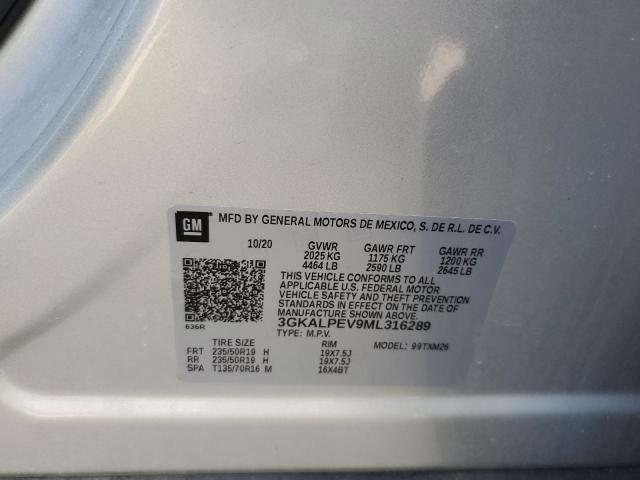 GM
MFD BY GENERAL MOTORS DE MEXICO, S. DE R.L. DE C.V.
10/20 GVWR GAWR FRT GAWR RR
2025 KG 1175 KG 1200 KG
4464 LB 2590 LB 2645 LB
THIS VEHICLE CONFORMS TO ALL
APPLICABLE U.S. FEDERAL MOTOR
VEHICLE SAFETY AND THEFT PREVENTION
STANDARDS IN EFFECT ON THE DATE OF
MANUFACTURE SHOWN ABOVE.
3GKALPEV9ML316289
636R TYPE: M.P.V. MODEL: 99TXM26
TIRE SIZE RIM
FRT 235/50R19 H 19X7.5J
RR 235/50R19 H 19X7.5J
SPA T135/70R16 M 16X4BT